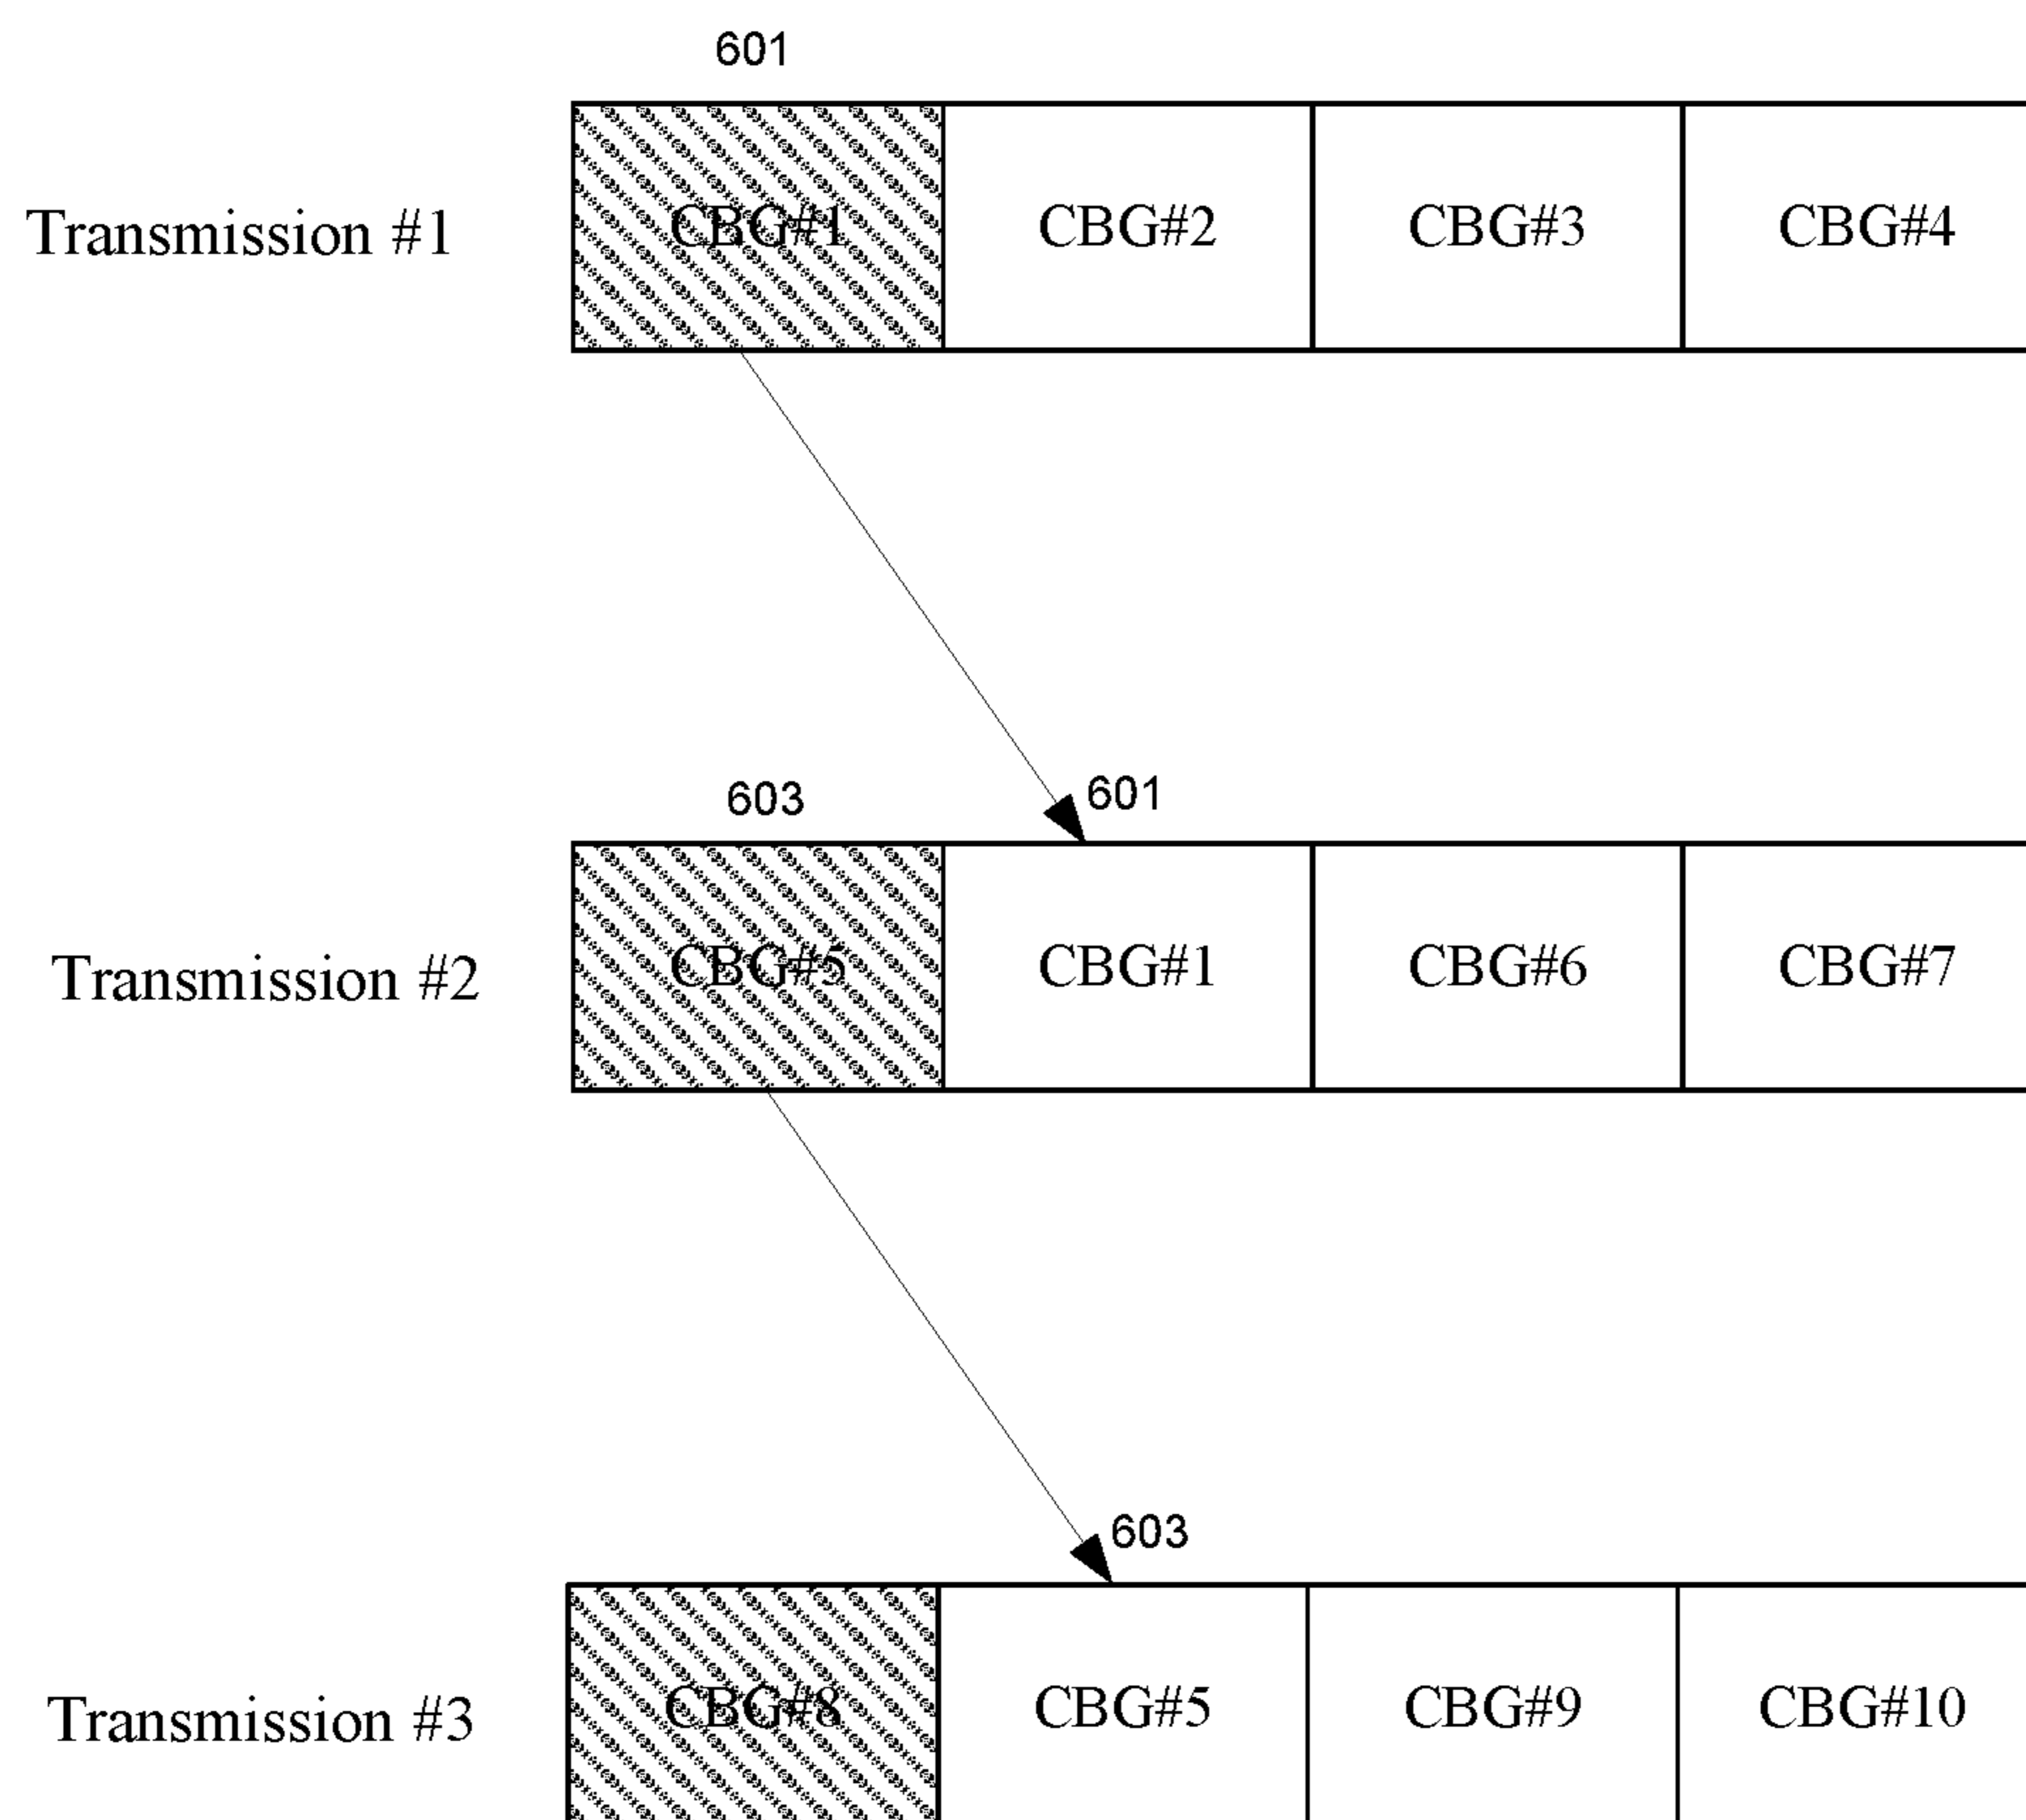 601
Transmission #1 CBG#1 CBG#2 CBG#3 CBG#4
603 601
Transmission #2 CBG#5 CBG#1 CBG#6 CBG#7
603
Transmission #3 CBG#8 CBG#5 CBG#9 CBG#10